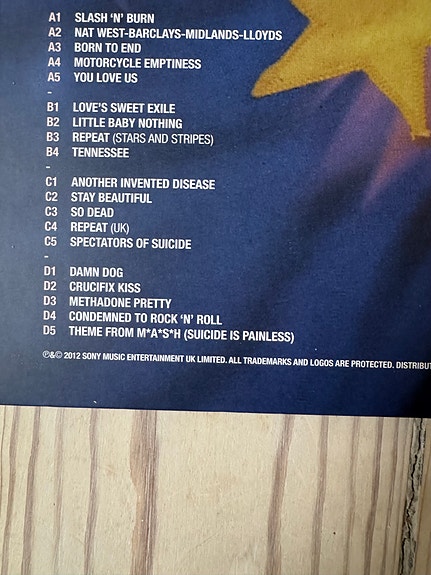 A1 SLASH ‘N’ BURN
A2 NAT WEST-BARCLAYS-MIDLANDS-LLOYDS
A3 BORN TO END
A4 MOTORCYCLE EMPTINESS
A5 YOU LOVE US
-
B1 LOVE’S SWEET EXILE
B2 LITTLE BABY NOTHING
B3 REPEAT (STARS AND STRIPES)
B4 TENNESSEE
-
C1 ANOTHER INVENTED DISEASE
C2 STAY BEAUTIFUL
C3 SO DEAD
C4 REPEAT (UK)
C5 SPECTATORS OF SUICIDE
-
D1 DAMN DOG
D2 CRUCIFIX KISS
D3 METHADONE PRETTY
D4 CONDEMNED TO ROCK ‘N’ ROLL
D5 THEME FROM M*A*S*H (SUICIDE IS PAINLESS)
℗&© 2012 SONY MUSIC ENTERTAINMENT UK LIMITED. ALL TRADEMARKS AND LOGOS ARE PROTECTED. DISTRIBUT